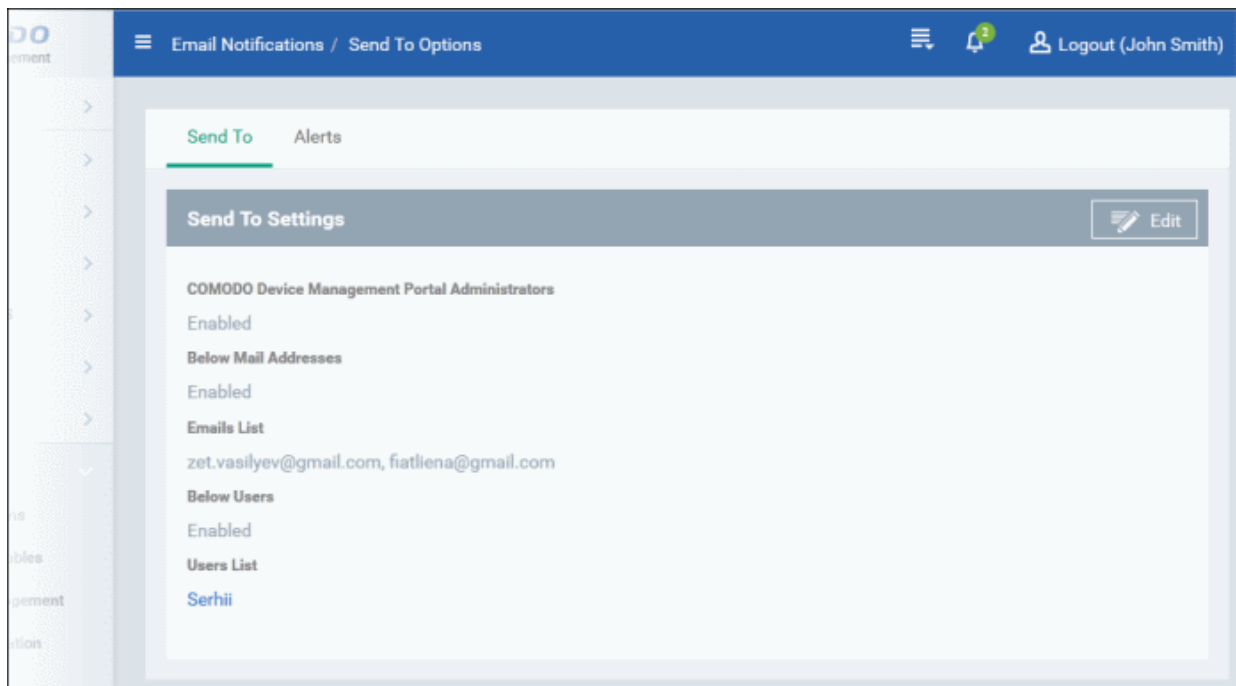 Email Notifications / Send To Options
2
Logout (John Smith)
Send To
Alerts
Send To Settings
Edit
COMODO Device Management Portal Administrators
Enabled
Below Mail Addresses
Enabled
Emails List
zet.vasilyev@gmail.com, fiatliena@gmail.com
Below Users
Enabled
Users List
Serhii